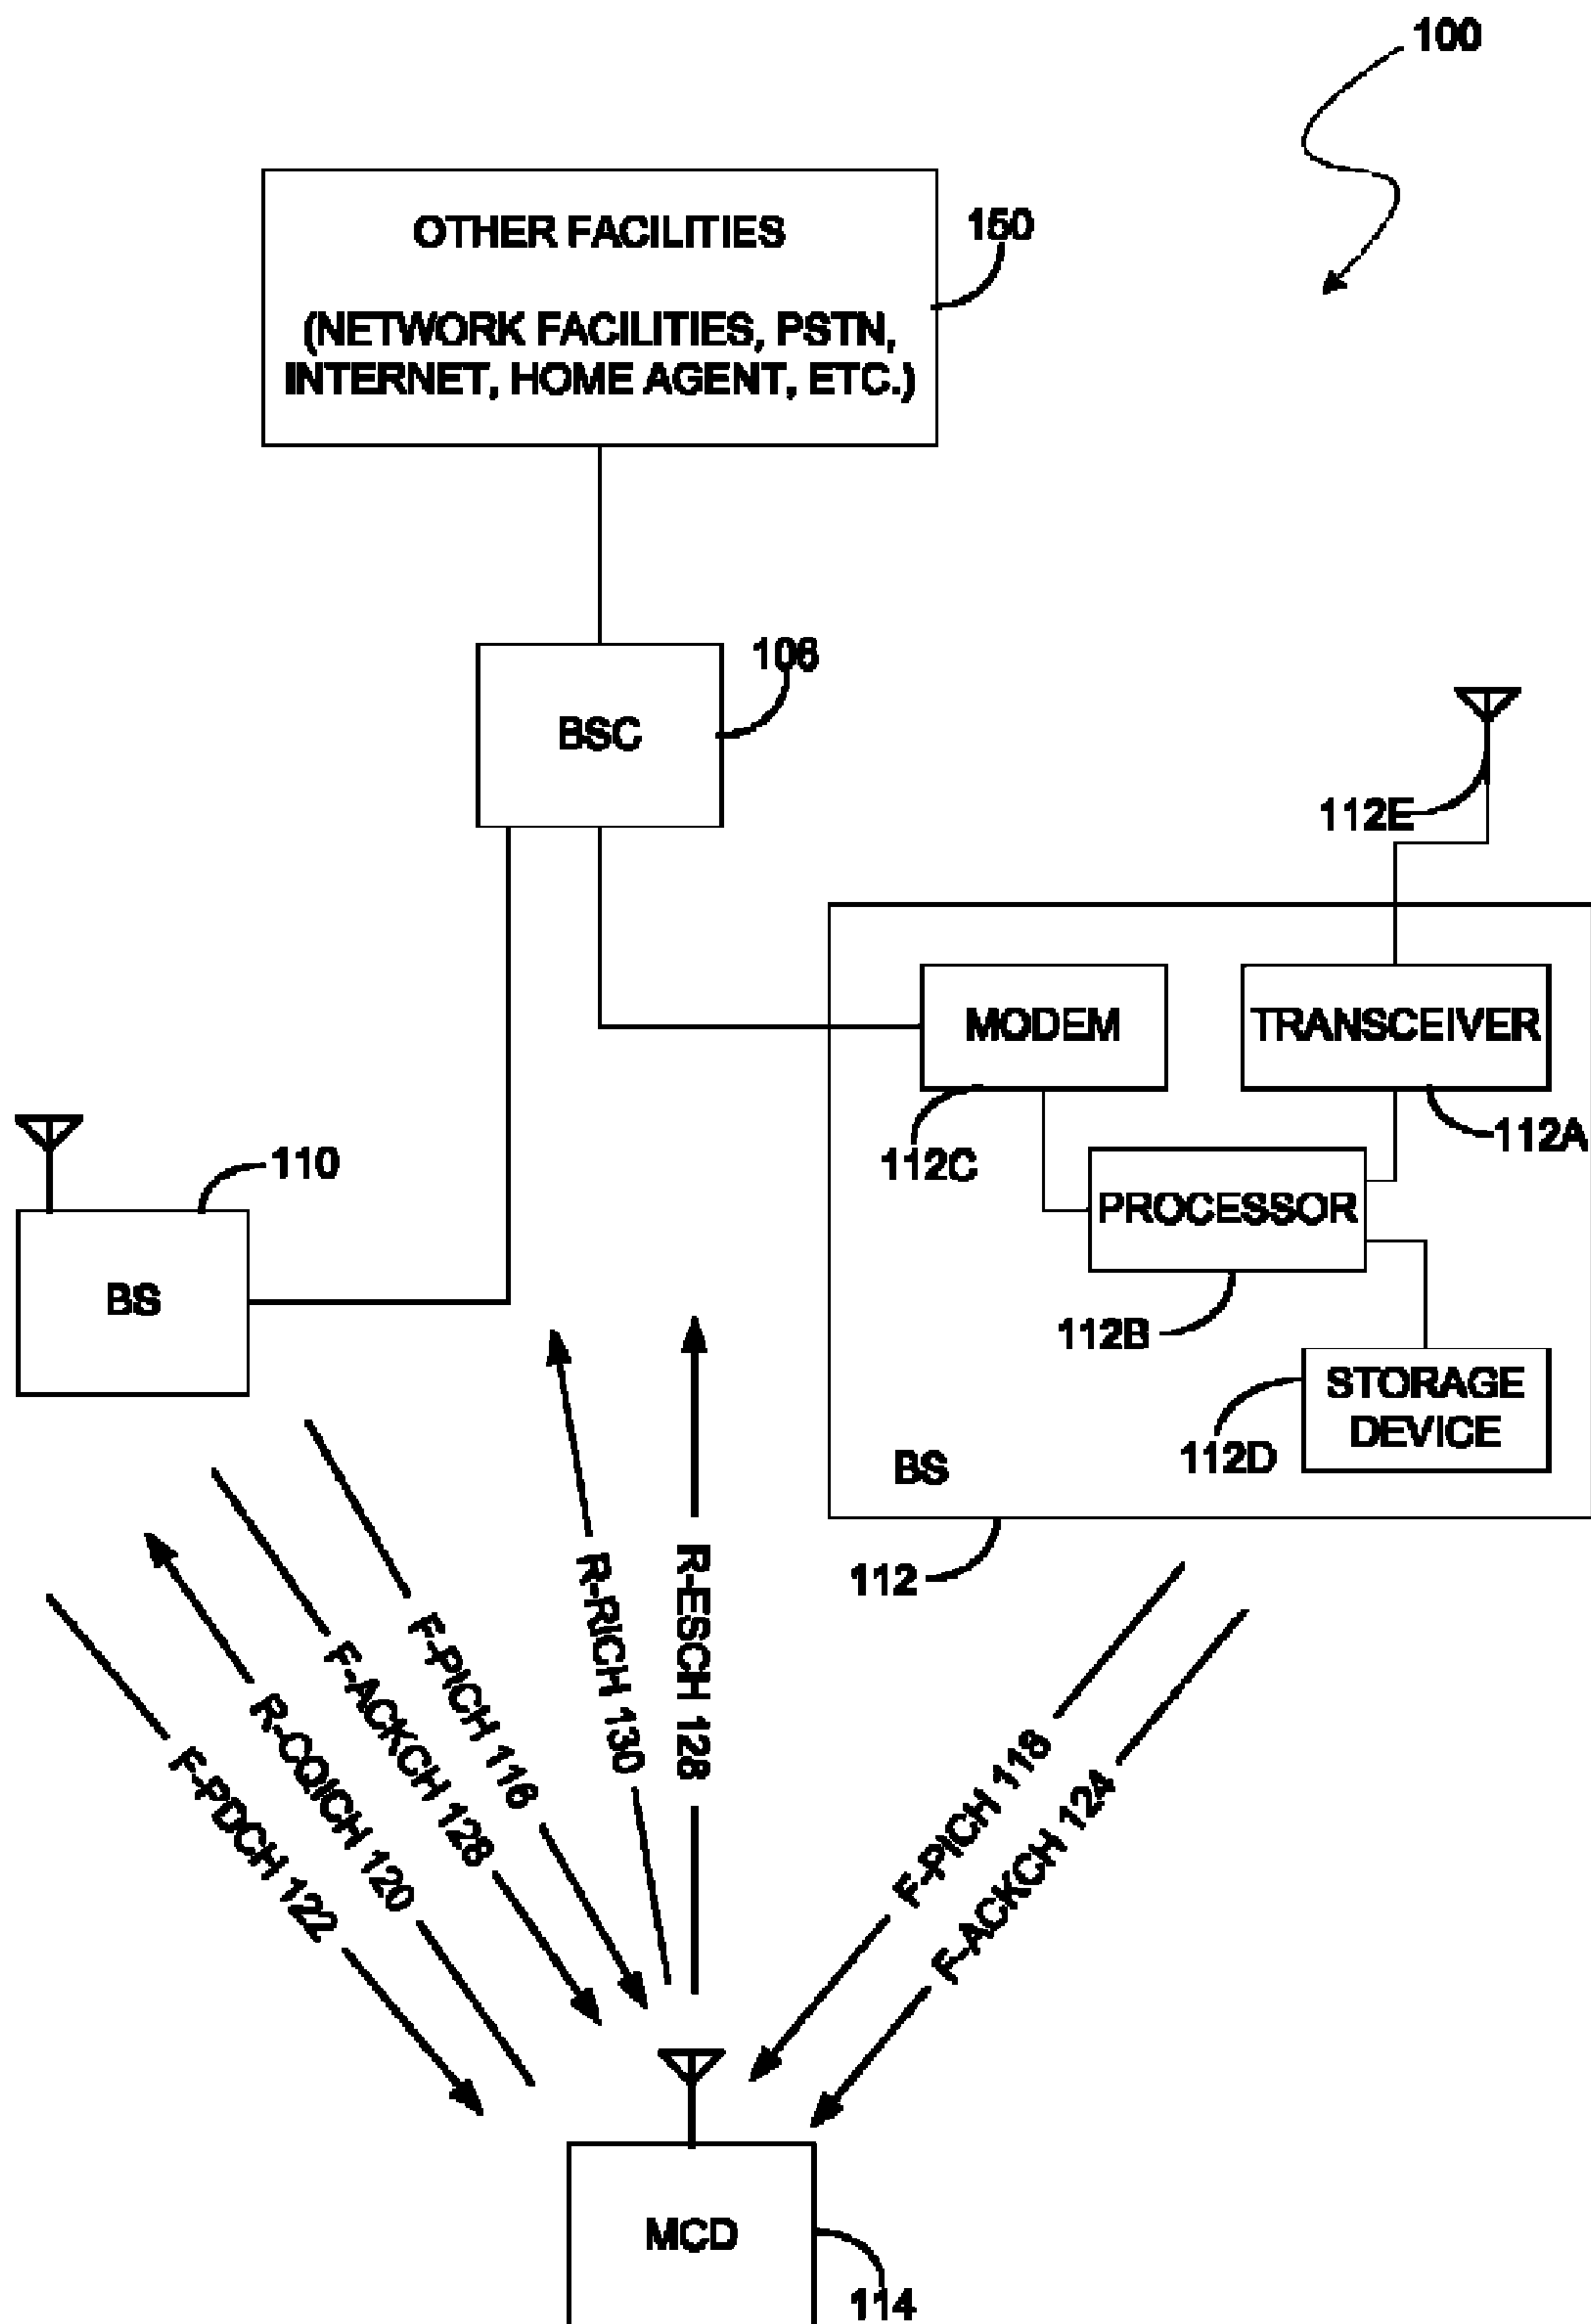 100
OTHER FACILITIES
150
(NETWORK FACILITIES, PSTN,
INTERNET, HOME AGENT, ETC.)
106
BSC
112E
MODEM
TRANSCEIVER
112A
112C
110
PROCESSOR
BS
112B
STORAGE
DEVICE
112D
BS
112
F-PDCH 122
R-CQICH 120
F-ACKCH 126
F-PICH 116
R-RICH 130
R-ESCH 128
F-PICH 118
F-ACKCH 124
MCD
114